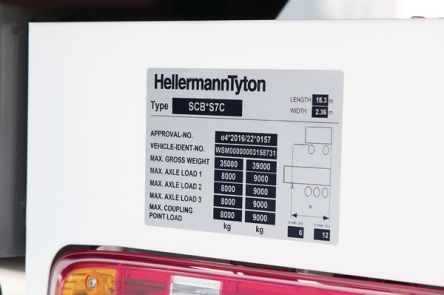 HellermannTyton
Type SCB*S7C
LENGTH 15.3 m
WIDTH 2.36 m
APPROVAL-NO. e4*2016/22*0157
VEHICLE-IDENT-NO. WSM00000003158731
MAX. GROSS WEIGHT 35000 39000
MAX. AXLE LOAD 1 8000 9000
MAX. AXLE LOAD 2 8000 9000
MAX. AXLE LOAD 3 8000 9000
MAX. COUPLING
POINT LOAD 8000 9000
kg kg
0 12